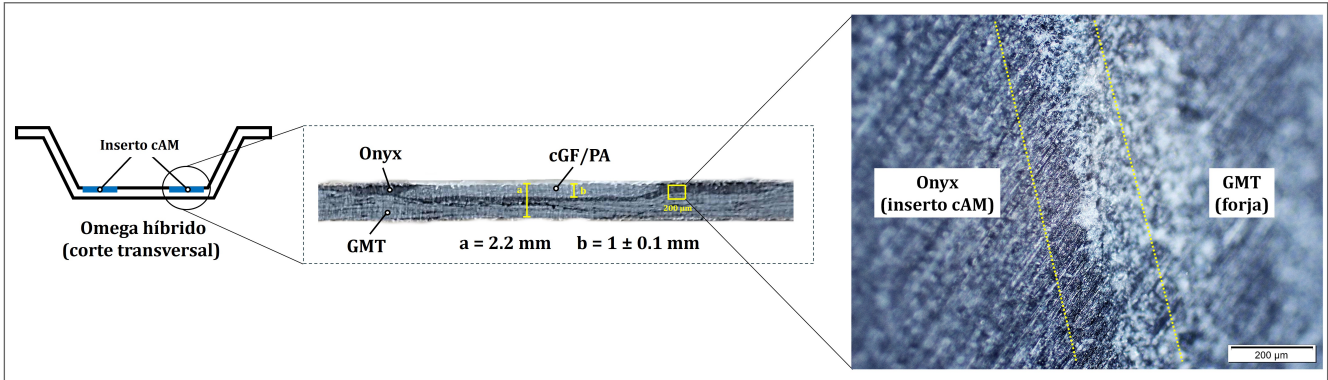 Inserto cAM
Omega híbrido
(corte transversal)
Onyx
cGF/PA
a
b
200 µm
GMT
a = 2.2 mm
b = 1 ± 0.1 mm
Onyx
(inserto cAM)
GMT
(forja)
200 µm